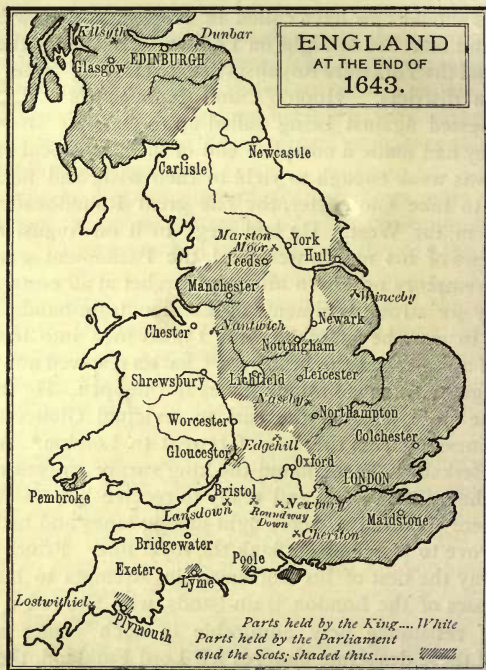 ENGLAND
AT THE END OF
1643.
Kilsyth
Dunbar
Glasgow
EDINBURGH
Newcastle
Carlisle
Marston
Moor
York
Leeds
Hull
Manchester
Winceby
Chester
Nantwich
Newark
Nottingham
Shrewsbury
Lichfield
Leicester
Naseby
Worcester
Northampton
Edgehill
Colchester
Gloucester
Oxford
Pembroke
LONDON
Bristol
Newbury
Lansdown
Roundway
Down
Maidstone
Cheriton
Bridgewater
Exeter
Lyme
Poole
Lostwithiel
Plymouth
Parts held by the King.... White
Parts held by the Parliament
and the Scots; shaded thus.........